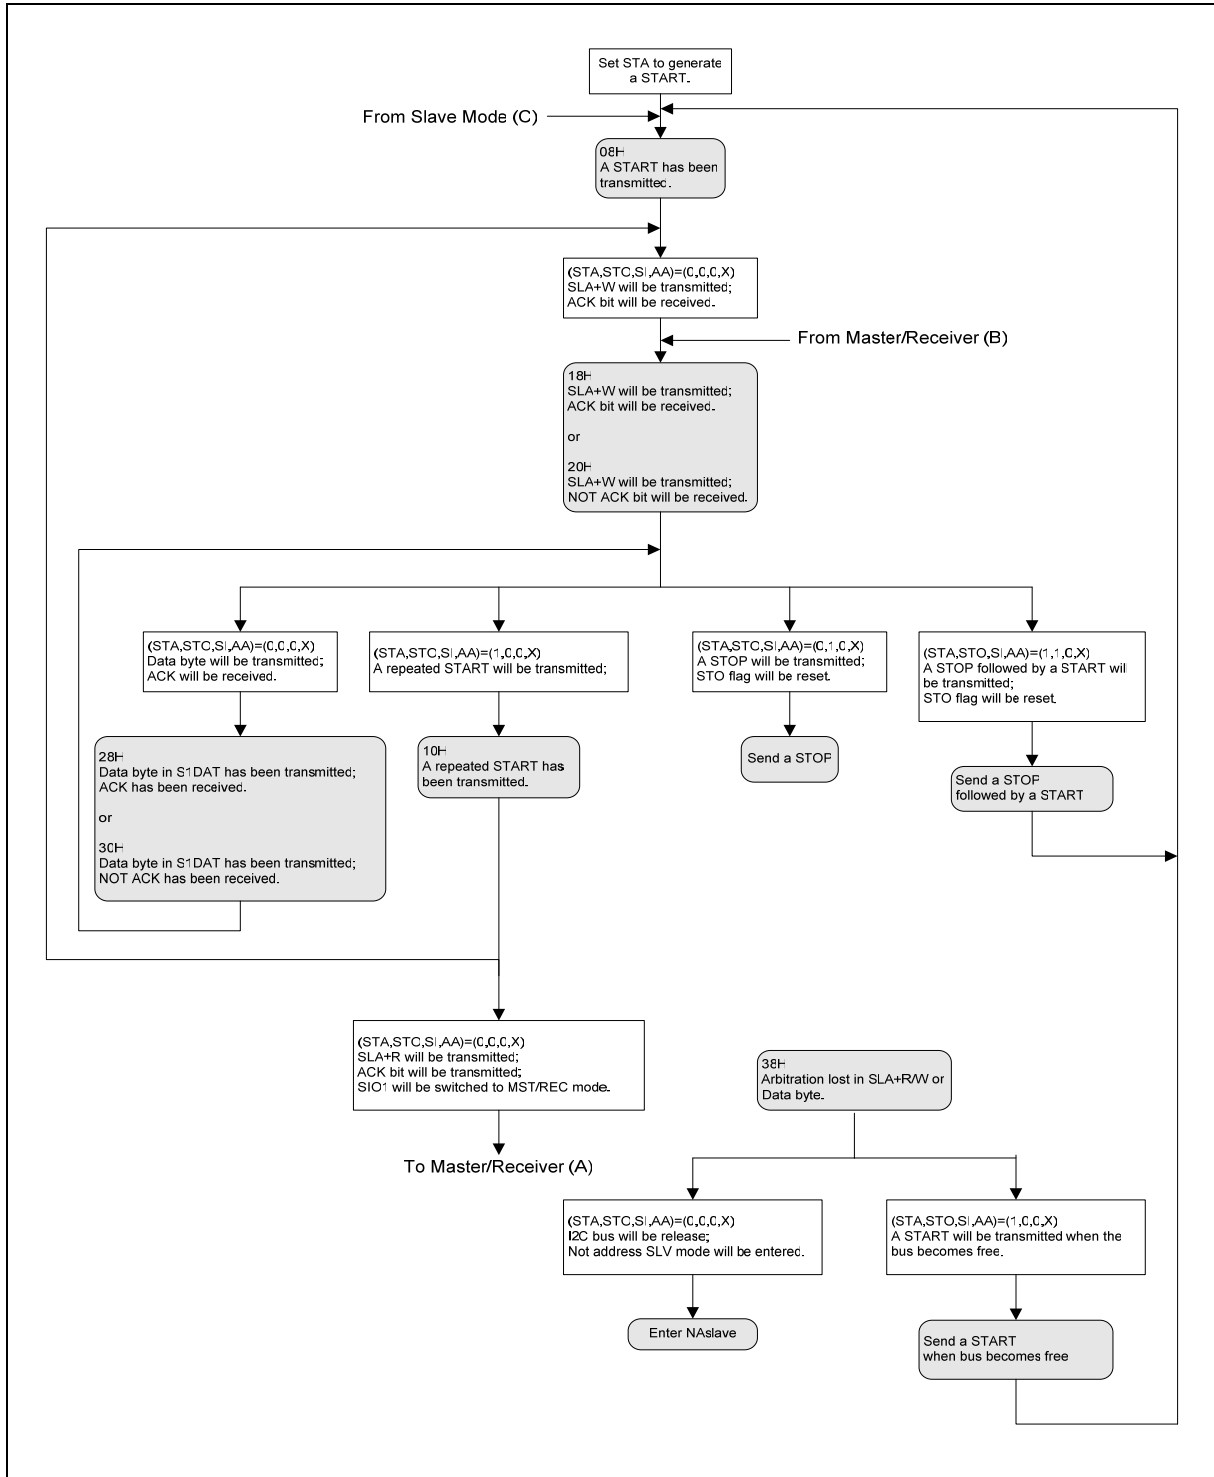 Set STA to generate
a START.
From Slave Mode (C)
08H
A START has been
transmitted.
(STA,STO,SI,AA)=(0,0,0,X)
SLA+W will be transmitted;
ACK bit will be received.
From Master/Receiver (B)
18H
SLA+W will be transmitted;
ACK bit will be received.
or
20H
SLA+W will be transmitted;
NOT ACK bit will be received.
(STA,STO,SI,AA)=(0,0,0,X)
Data byte will be transmitted;
ACK will be received.
(STA,STO,SI,AA)=(1,0,0,X)
A repeated START will be transmitted;
(STA,STO,SI,AA)=(0,1,0,X)
A STOP will be transmitted;
STO flag will be reset.
(STA,STO,SI,AA)=(1,1,0,X)
A STOP followed by a START will
be transmitted;
STO flag will be reset.
28H
Data byte in S1DAT has been transmitted;
ACK has been received.
or
30H
Data byte in S1DAT has been transmitted;
NOT ACK has been received.
10H
A repeated START has
been transmitted.
Send a STOP
Send a STOP
followed by a START
(STA,STO,SI,AA)=(0,0,0,X)
SLA+R will be transmitted;
ACK bit will be transmitted;
SIO1 will be switched to MST/REC mode.
To Master/Receiver (A)
38H
Arbitration lost in SLA+R/W or
Data byte.
(STA,STO,SI,AA)=(0,0,0,X)
I2C bus will be release;
Not address SLV mode will be entered.
(STA,STO,SI,AA)=(1,0,0,X)
A START will be transmitted when the
bus becomes free.
Enter NAslave
Send a START
when bus becomes free